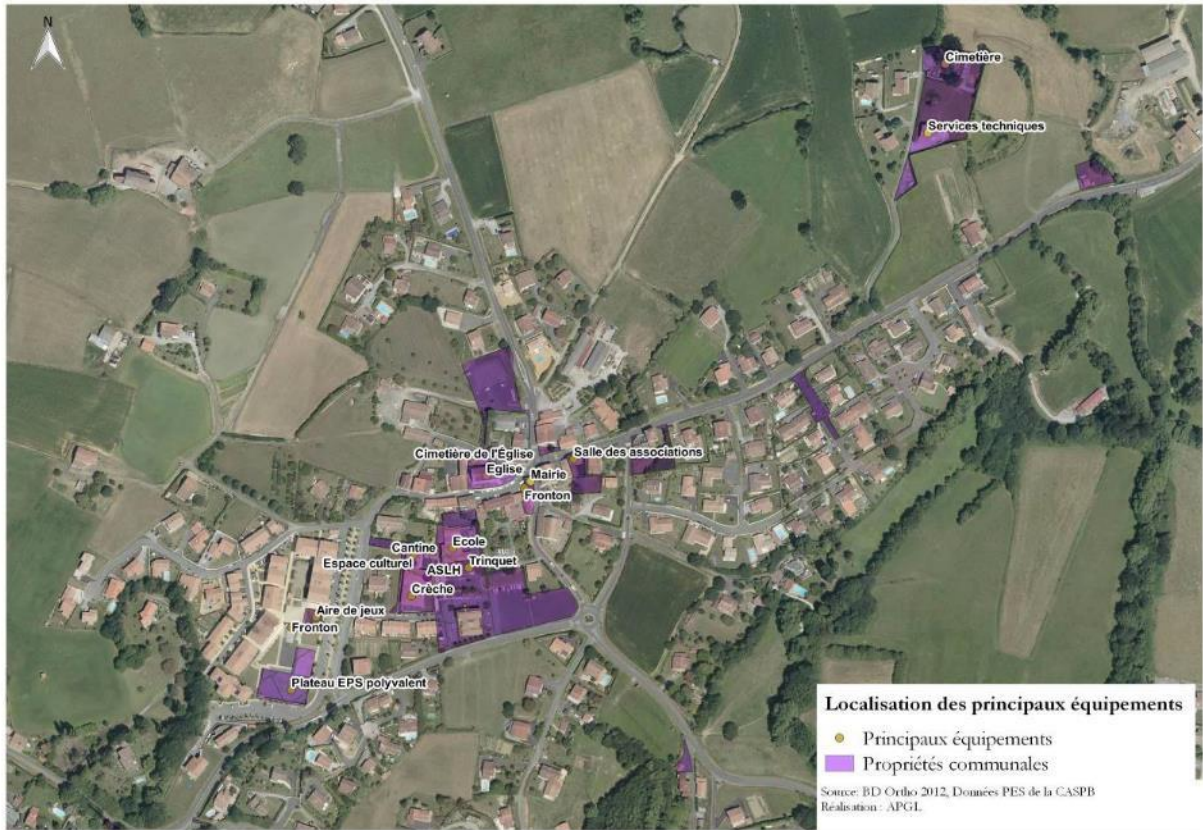 N
Cimetière
Services techniques
Cimetière de l'Église
Eglise
Salle des associations
Mairie
Fronton
Ecole
Cantine
Espace culturel
ASLH
Trinquet
Crèche
Aire de jeux
Fronton
Plateau EPS polyvalent
Localisation des principaux équipements
Principaux équipements
Propriétés communales
Source: BD Ortho 2012, Données PES de la CASPB
Réalisation : APGL